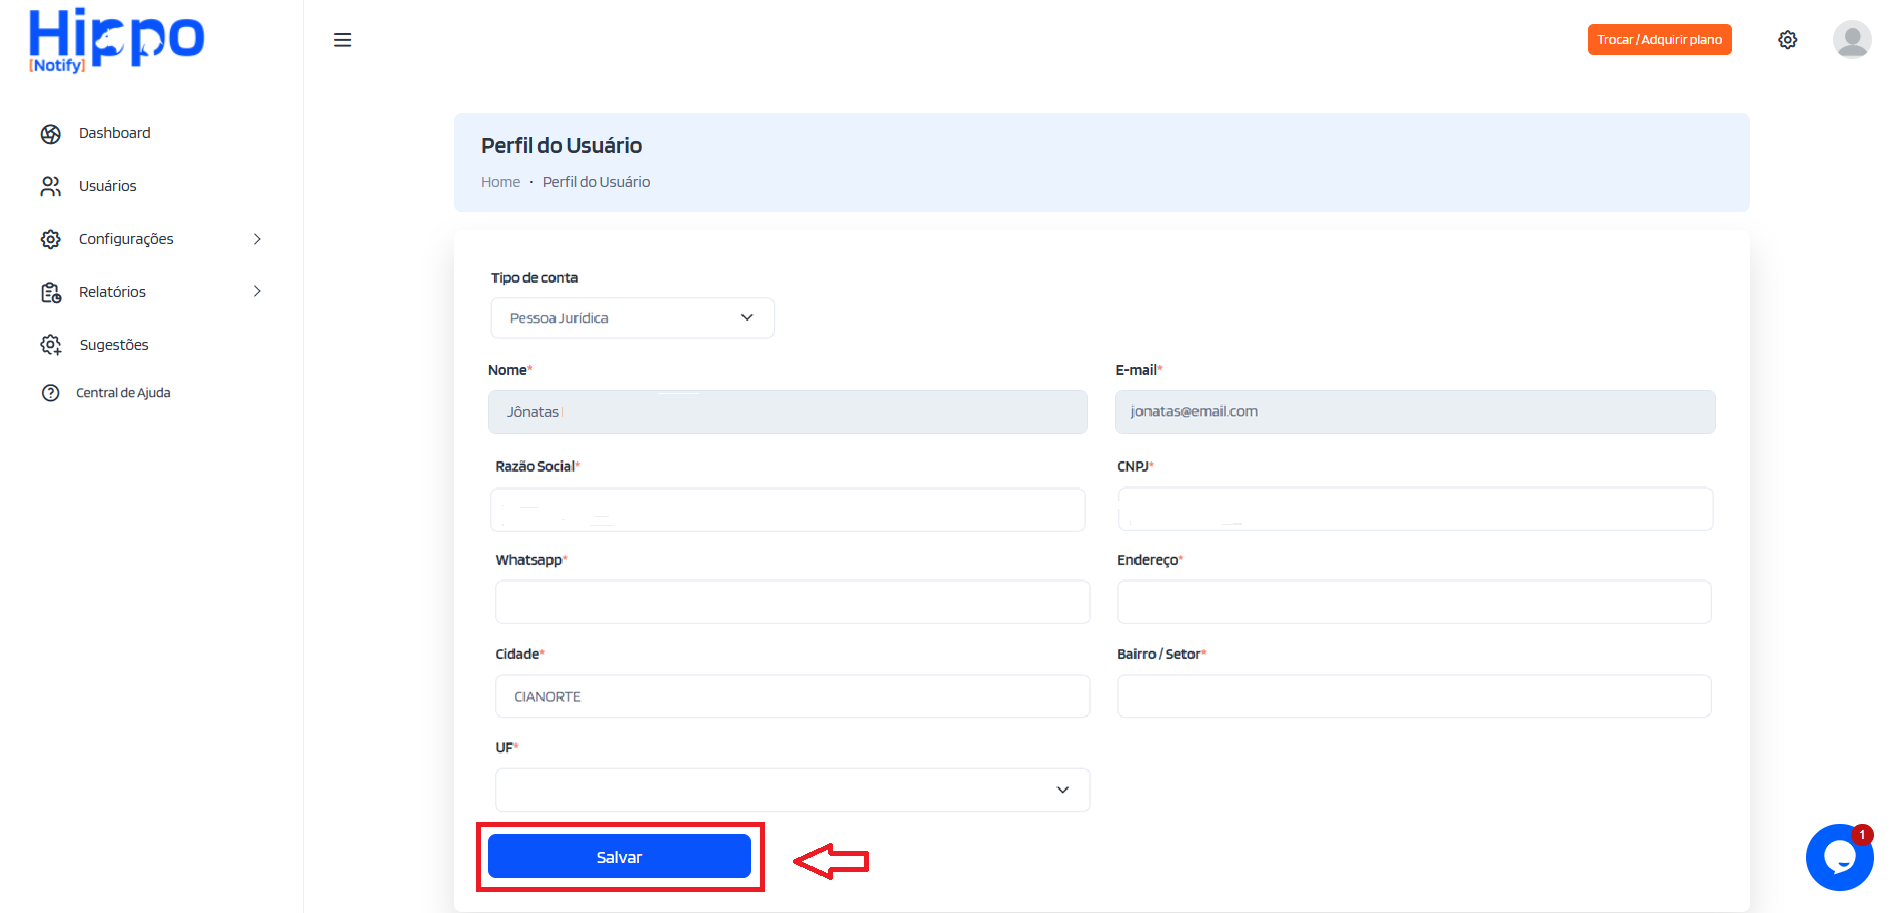 Hippo
[Notify]
Trocar / Adquirir plano
Dashboard
Usuários
Configurações
Relatórios
Sugestões
Central de Ajuda
Perfil do Usuário
Home • Perfil do Usuário
Tipo de conta
Pessoa Jurídica
Nome* E-mail*
Jônatas jonatas@email.com
Razão Social* CNPJ*
Whatsapp* Endereço*
Cidade* Bairro / Setor*
CIANORTE
UF*
Salvar
1